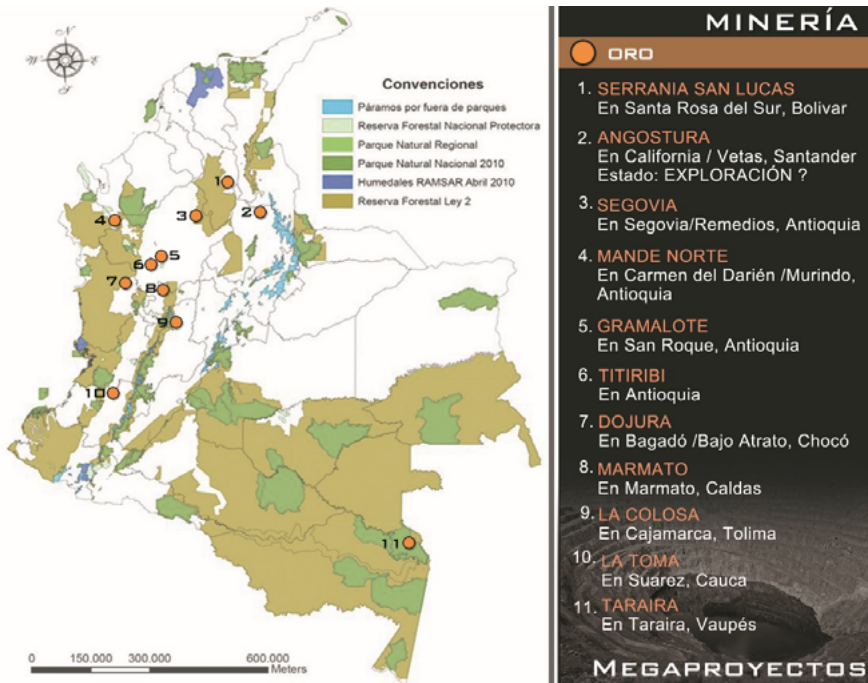 N
W
E
S
Convenciones
Páramos por fuera de parques
Reserva Forestal Nacional Protectora
Parque Natural Regional
Parque Natural Nacional 2010
Humedales RAMSAR Abril 2010
Reserva Forestal Ley 2
1
2
3
4
5
6
7
8
9
10
11
0 150.000 300.000 600.000
Meters
MINERÍA
ORO
1. SERRANIA SAN LUCAS
En Santa Rosa del Sur, Bolivar
2. ANGOSTURA
En California / Vetas, Santander
Estado: EXPLORACIÓN ?
3. SEGOVIA
En Segovia/Remedios, Antioquia
4. MANDE NORTE
En Carmen del Darién /Murindo,
Antioquia
5. GRAMALOTE
En San Roque, Antioquia
6. TITIRIBI
En Antioquia
7. DOJURA
En Bagadó /Bajo Atrato, Chocó
8. MARMATO
En Marmato, Caldas
9. LA COLOSA
En Cajamarca, Tolima
10. LA TOMA
En Suárez, Cauca
11. TARAIRA
En Taraira, Vaupés
MEGAPROYECTOS